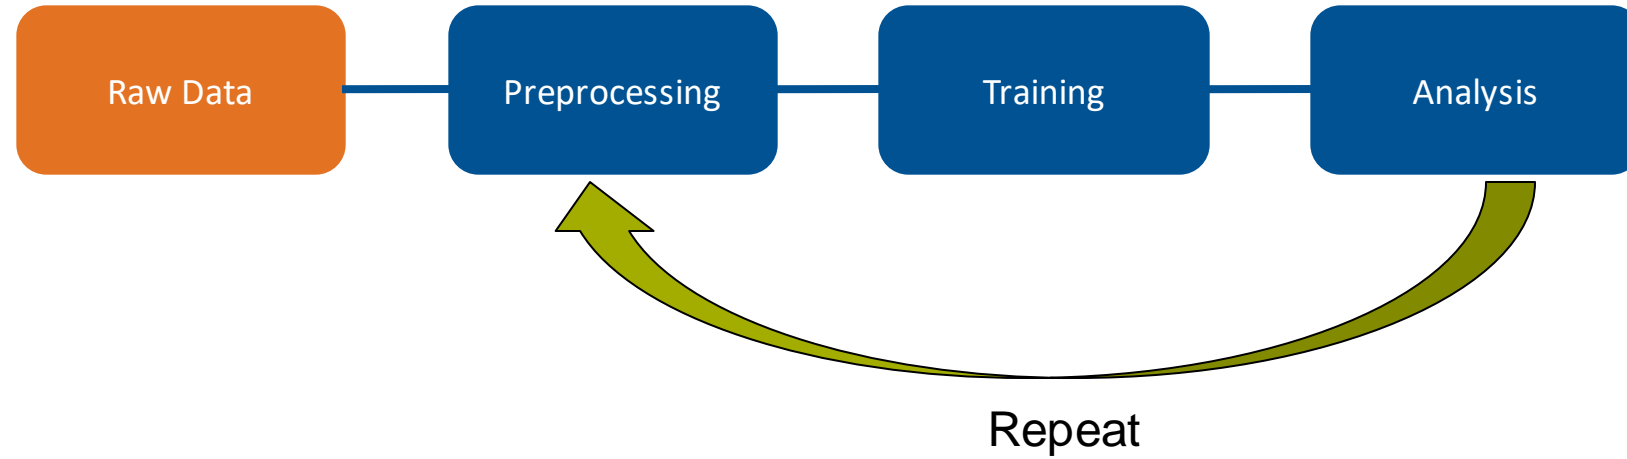 Raw Data
Preprocessing
Training
Analysis
Repeat